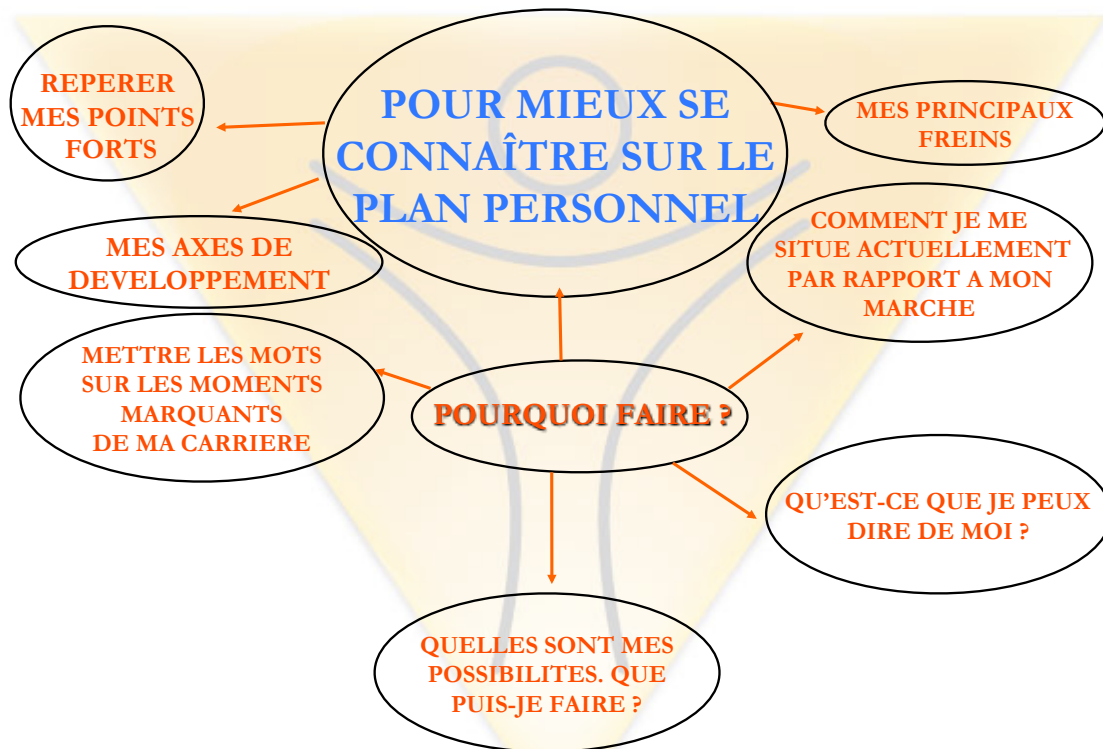 REPERER
MES POINTS
FORTS
POUR MIEUX SE
CONNAÎTRE SUR LE
PLAN PERSONNEL
MES PRINCIPAUX
FREINS
MES AXES DE
DEVELOPPEMENT
COMMENT JE ME
SITUE ACTUELLEMENT
PAR RAPPORT A MON
MARCHE
METTRE LES MOTS
SUR LES MOMENTS
MARQUANTS
DE MA CARRIERE
POURQUOI FAIRE ?
QU’EST-CE QUE JE PEUX
DIRE DE MOI ?
QUELLES SONT MES
POSSIBILITES. QUE
PUIS-JE FAIRE ?